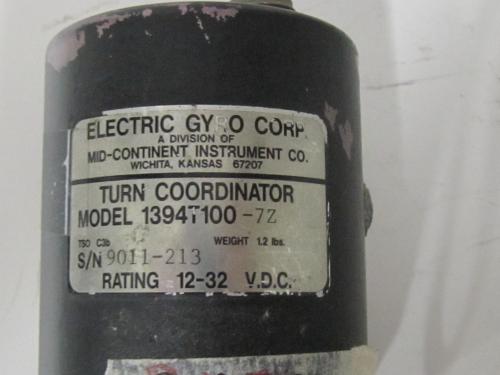 ELECTRIC GYRO CORP.
A DIVISION OF
MID-CONTINENT INSTRUMENT CO.
WICHITA, KANSAS 67207
TURN COORDINATOR
MODEL 1394T100-7Z
TSO C3b WEIGHT 1.2 lbs.
S/N 9011-213
RATING 12-32 V.D.C.